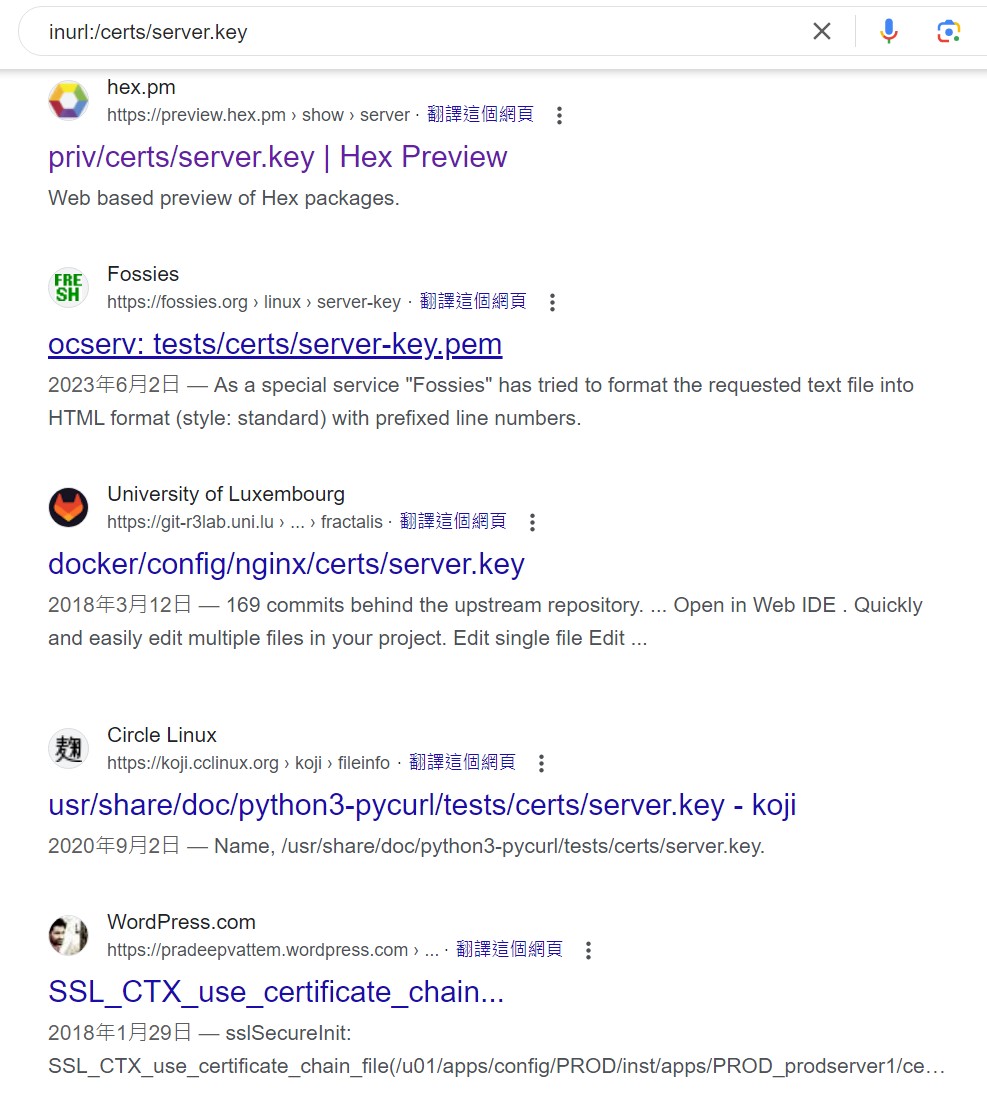 inurl:/certs/server.key
hex.pm
https://preview.hex.pm › show › server · 翻譯這個網頁
priv/certs/server.key | Hex Preview
Web based preview of Hex packages.
FRE
SH
Fossies
https://fossies.org › linux › server-key · 翻譯這個網頁
ocserv: tests/certs/server-key.pem
2023年6月2日 — As a special service "Fossies" has tried to format the requested text file into
HTML format (style: standard) with prefixed line numbers.
University of Luxembourg
https://git-r3lab.uni.lu › ... › fractalis · 翻譯這個網頁
docker/config/nginx/certs/server.key
2018年3月12日 — 169 commits behind the upstream repository. ... Open in Web IDE . Quickly
and easily edit multiple files in your project. Edit single file Edit ...
麹
Circle Linux
https://koji.cclinux.org › koji › fileinfo · 翻譯這個網頁
usr/share/doc/python3-pycurl/tests/certs/server.key - koji
2020年9月2日 — Name, /usr/share/doc/python3-pycurl/tests/certs/server.key.
WordPress.com
https://pradeepvattem.wordpress.com › ... · 翻譯這個網頁
SSL_CTX_use_certificate_chain...
2018年1月29日 — sslSecureInit:
SSL_CTX_use_certificate_chain_file(/u01/apps/config/PROD/inst/apps/PROD_prodserver1/ce...